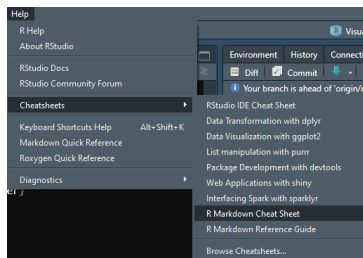 Help
R Help
About RStudio
RStudio Docs
RStudio Community Forum
Cheatsheets
Keyboard Shortcuts Help Alt+Shift+K
Markdown Quick Reference
Roxygen Quick Reference
Diagnostics
Visu
Environment History Connecti
Diff Commit
Your branch is ahead of 'origin/r
RStudio IDE Cheat Sheet
Data Transformation with dplyr
Data Visualization with ggplot2
List manipulation with purrr
Package Development with devtools
Web Applications with shiny
Interfacing Spark with sparklyr
R Markdown Cheat Sheet
R Markdown Reference Guide
Browse Cheatsheets...